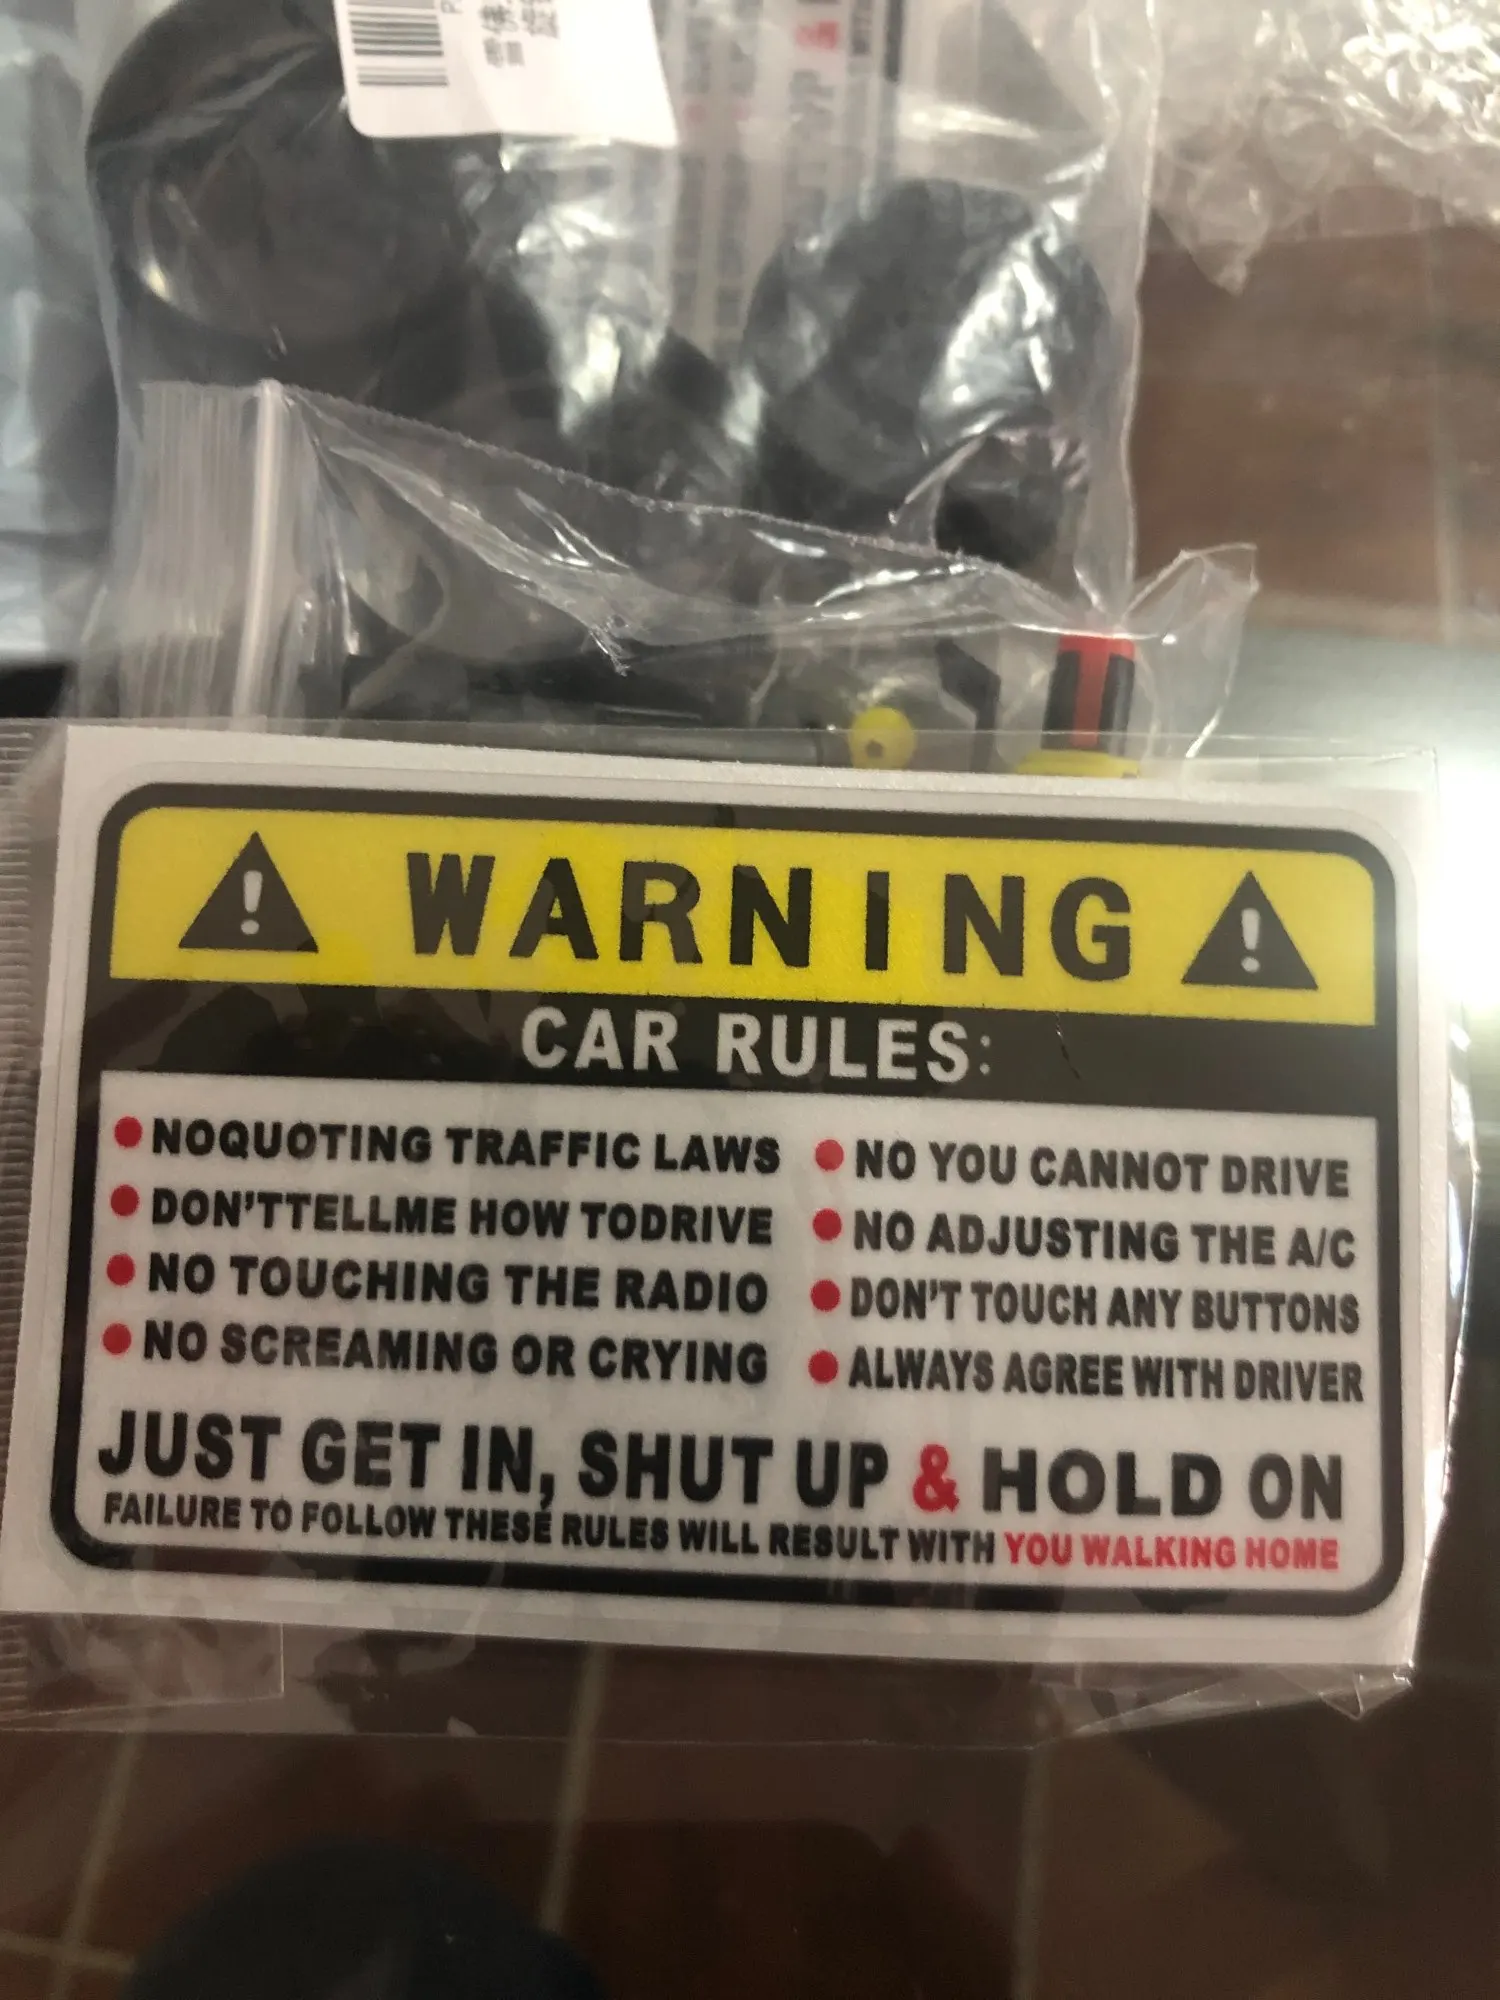 WARNING
CAR RULES:
NOQUOTING TRAFFIC LAWS
DON'TTELLME HOW TODRIVE
NO TOUCHING THE RADIO
NO SCREAMING OR CRYING
NO YOU CANNOT DRIVE
NO ADJUSTING THE A/C
DON'T TOUCH ANY BUTTONS
ALWAYS AGREE WITH DRIVER
JUST GET IN, SHUT UP & HOLD ON
FAILURE TO FOLLOW THESE RULES WILL RESULT WITH YOU WALKING HOME